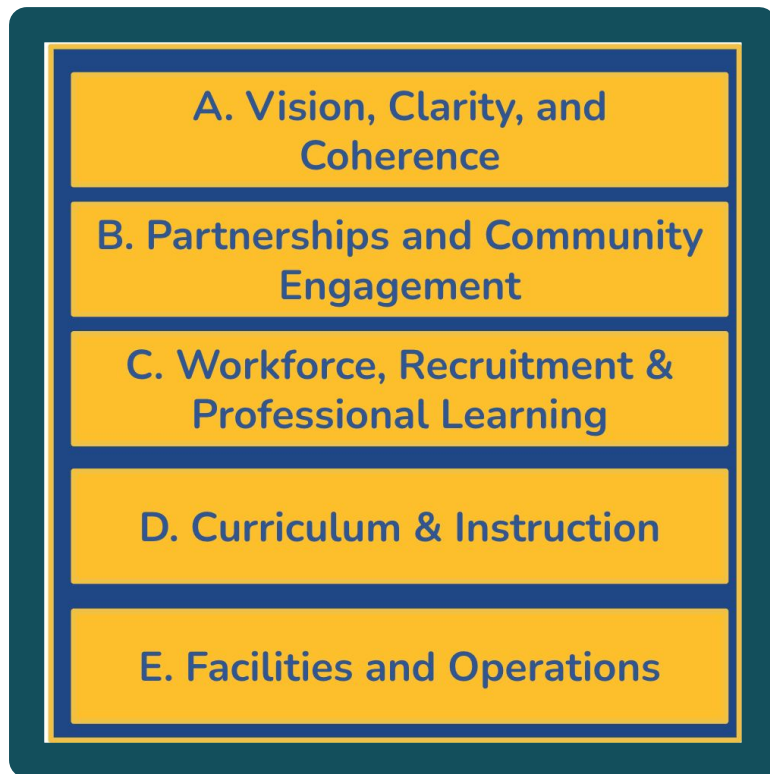 A. Vision, Clarity, and
Coherence
B. Partnerships and Community
Engagement
C. Workforce, Recruitment &
Professional Learning
D. Curriculum & Instruction
E. Facilities and Operations